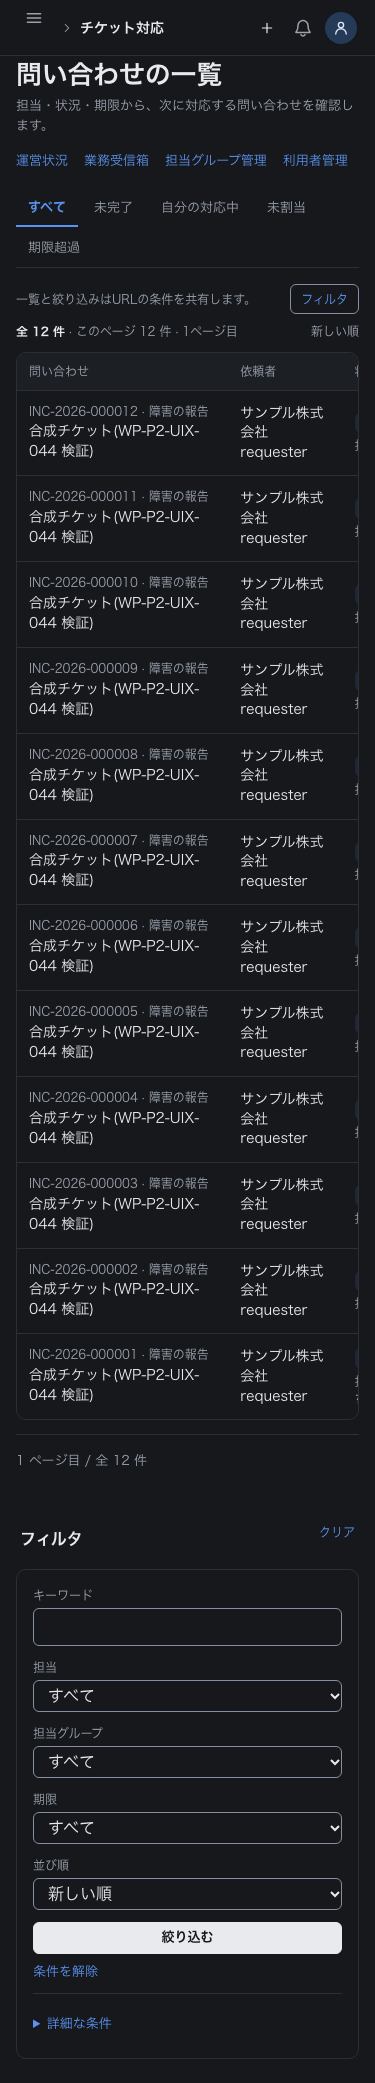 チケット対応
問い合わせの一覧
担当・状況・期限から、次に対応する問い合わせを確認し
ます。
運営状況 業務受信箱 担当グループ管理 利用者管理
すべて 未完了 自分の対応中 未割当
期限超過
一覧と絞り込みはURLの条件を共有します。 フィルタ
全 12 件 · このページ 12 件 · 1ページ目 新しい順
問い合わせ 依頼者
INC-2026-000012 · 障害の報告
合成チケット(WP-P2-UIX-
044 検証)
サンプル株式
会社
requester
INC-2026-000011 · 障害の報告
合成チケット(WP-P2-UIX-
044 検証)
サンプル株式
会社
requester
INC-2026-000010 · 障害の報告
合成チケット(WP-P2-UIX-
044 検証)
サンプル株式
会社
requester
INC-2026-000009 · 障害の報告
合成チケット(WP-P2-UIX-
044 検証)
サンプル株式
会社
requester
INC-2026-000008 · 障害の報告
合成チケット(WP-P2-UIX-
044 検証)
サンプル株式
会社
requester
INC-2026-000007 · 障害の報告
合成チケット(WP-P2-UIX-
044 検証)
サンプル株式
会社
requester
INC-2026-000006 · 障害の報告
合成チケット(WP-P2-UIX-
044 検証)
サンプル株式
会社
requester
INC-2026-000005 · 障害の報告
合成チケット(WP-P2-UIX-
044 検証)
サンプル株式
会社
requester
INC-2026-000004 · 障害の報告
合成チケット(WP-P2-UIX-
044 検証)
サンプル株式
会社
requester
INC-2026-000003 · 障害の報告
合成チケット(WP-P2-UIX-
044 検証)
サンプル株式
会社
requester
INC-2026-000002 · 障害の報告
合成チケット(WP-P2-UIX-
044 検証)
サンプル株式
会社
requester
INC-2026-000001 · 障害の報告
合成チケット(WP-P2-UIX-
044 検証)
サンプル株式
会社
requester
1 ページ目 / 全 12 件
フィルタ クリア
キーワード
担当
すべて
担当グループ
すべて
期限
すべて
並び順
新しい順
絞り込む
条件を解除
詳細な条件